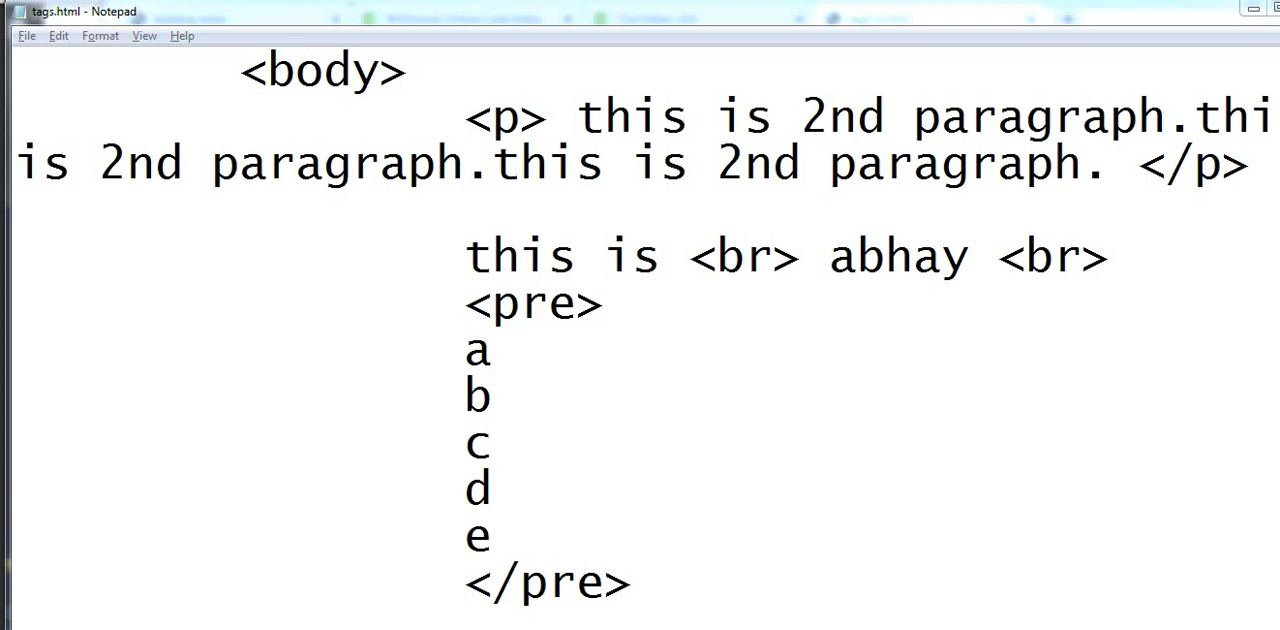 tags.html - Notepad
File Edit Format View Help
<body>
<p> this is 2nd paragraph.thi
is 2nd paragraph.this is 2nd paragraph. </p>
this is <br> abhay <br>
<pre>
a
b
c
d
e
</pre>